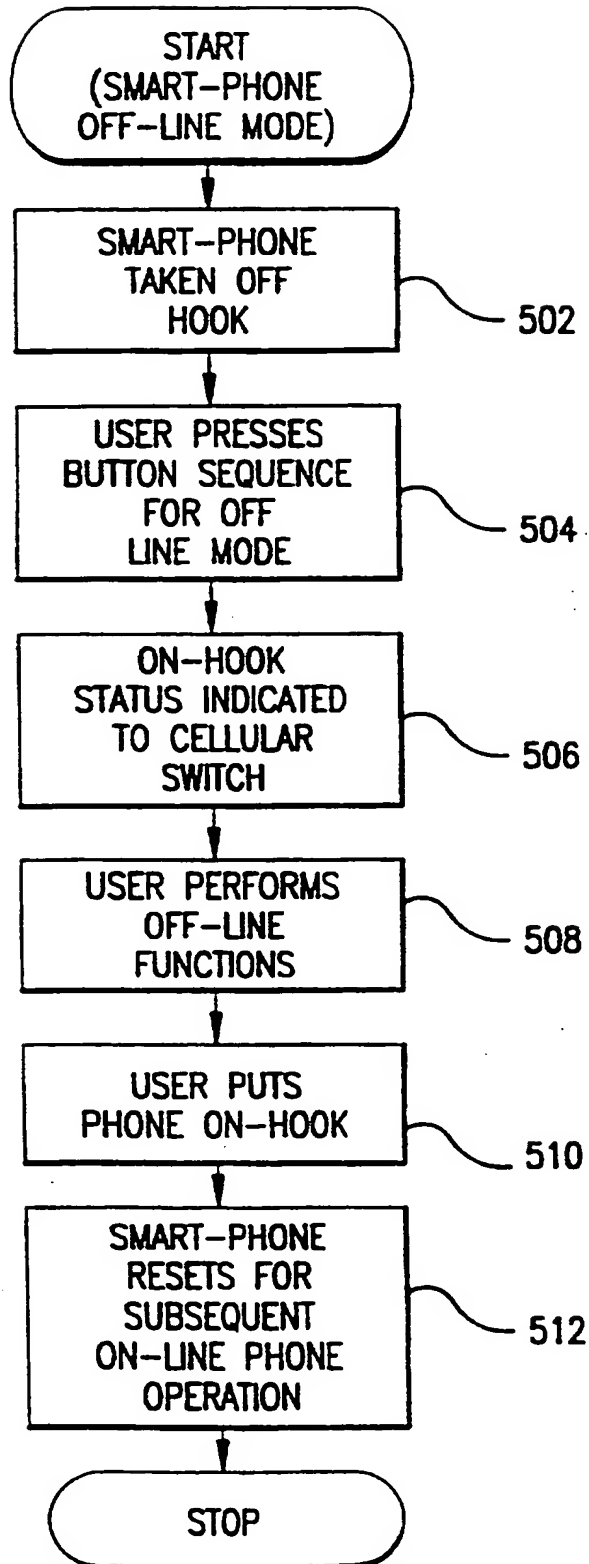 START
(SMART-PHONE
OFF-LINE MODE)
SMART-PHONE
TAKEN OFF
HOOK
502
USER PRESSES
BUTTON SEQUENCE
FOR OFF
LINE MODE
504
ON-HOOK
STATUS INDICATED
TO CELLULAR
SWITCH
506
USER PERFORMS
OFF-LINE
FUNCTIONS
508
USER PUTS
PHONE ON-HOOK
510
SMART-PHONE
RESETS FOR
SUBSEQUENT
ON-LINE PHONE
OPERATION
512
STOP